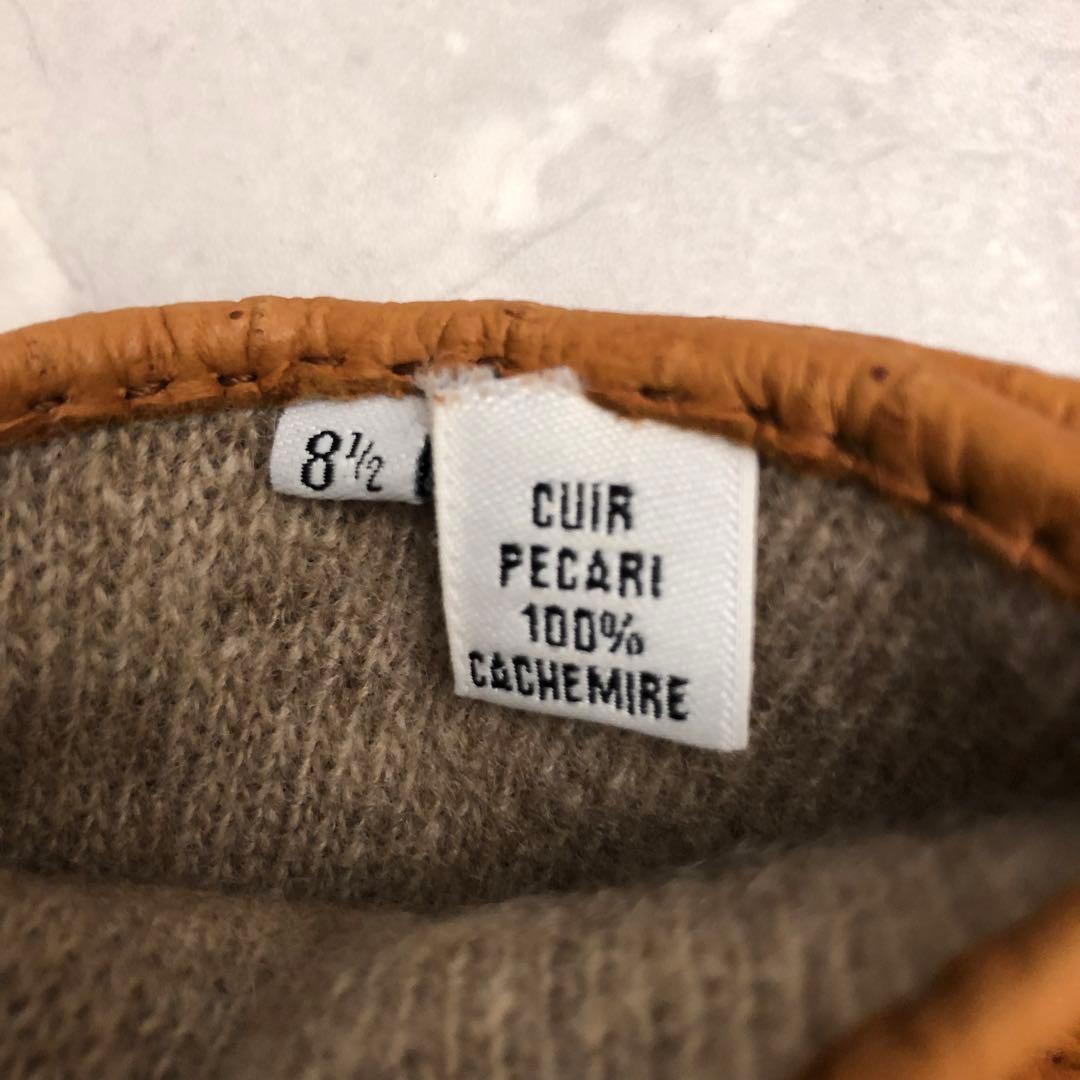 8½
CUIR
PECARI
100%
CACHEMIRE